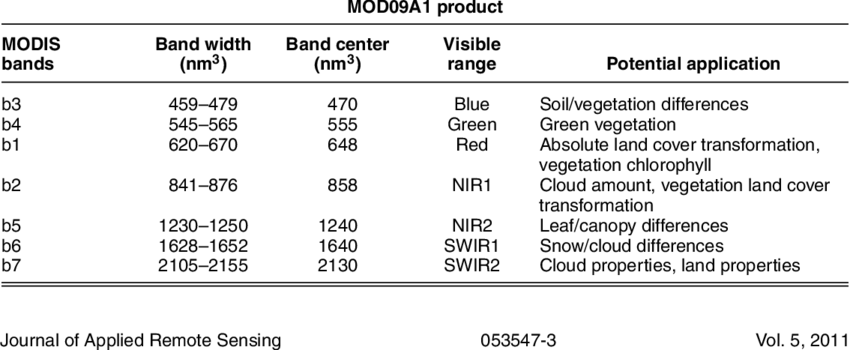 MOD09A1 product
MODIS bands Band width (nm³) Band center (nm³) Visible range Potential application
b3 459–479 470 Blue Soil/vegetation differences
b4 545–565 555 Green Green vegetation
b1 620–670 648 Red Absolute land cover transformation,
vegetation chlorophyll
b2 841–876 858 NIR1 Cloud amount, vegetation land cover
transformation
b5 1230–1250 1240 NIR2 Leaf/canopy differences
b6 1628–1652 1640 SWIR1 Snow/cloud differences
b7 2105–2155 2130 SWIR2 Cloud properties, land properties
Journal of Applied Remote Sensing 053547-3 Vol. 5, 2011